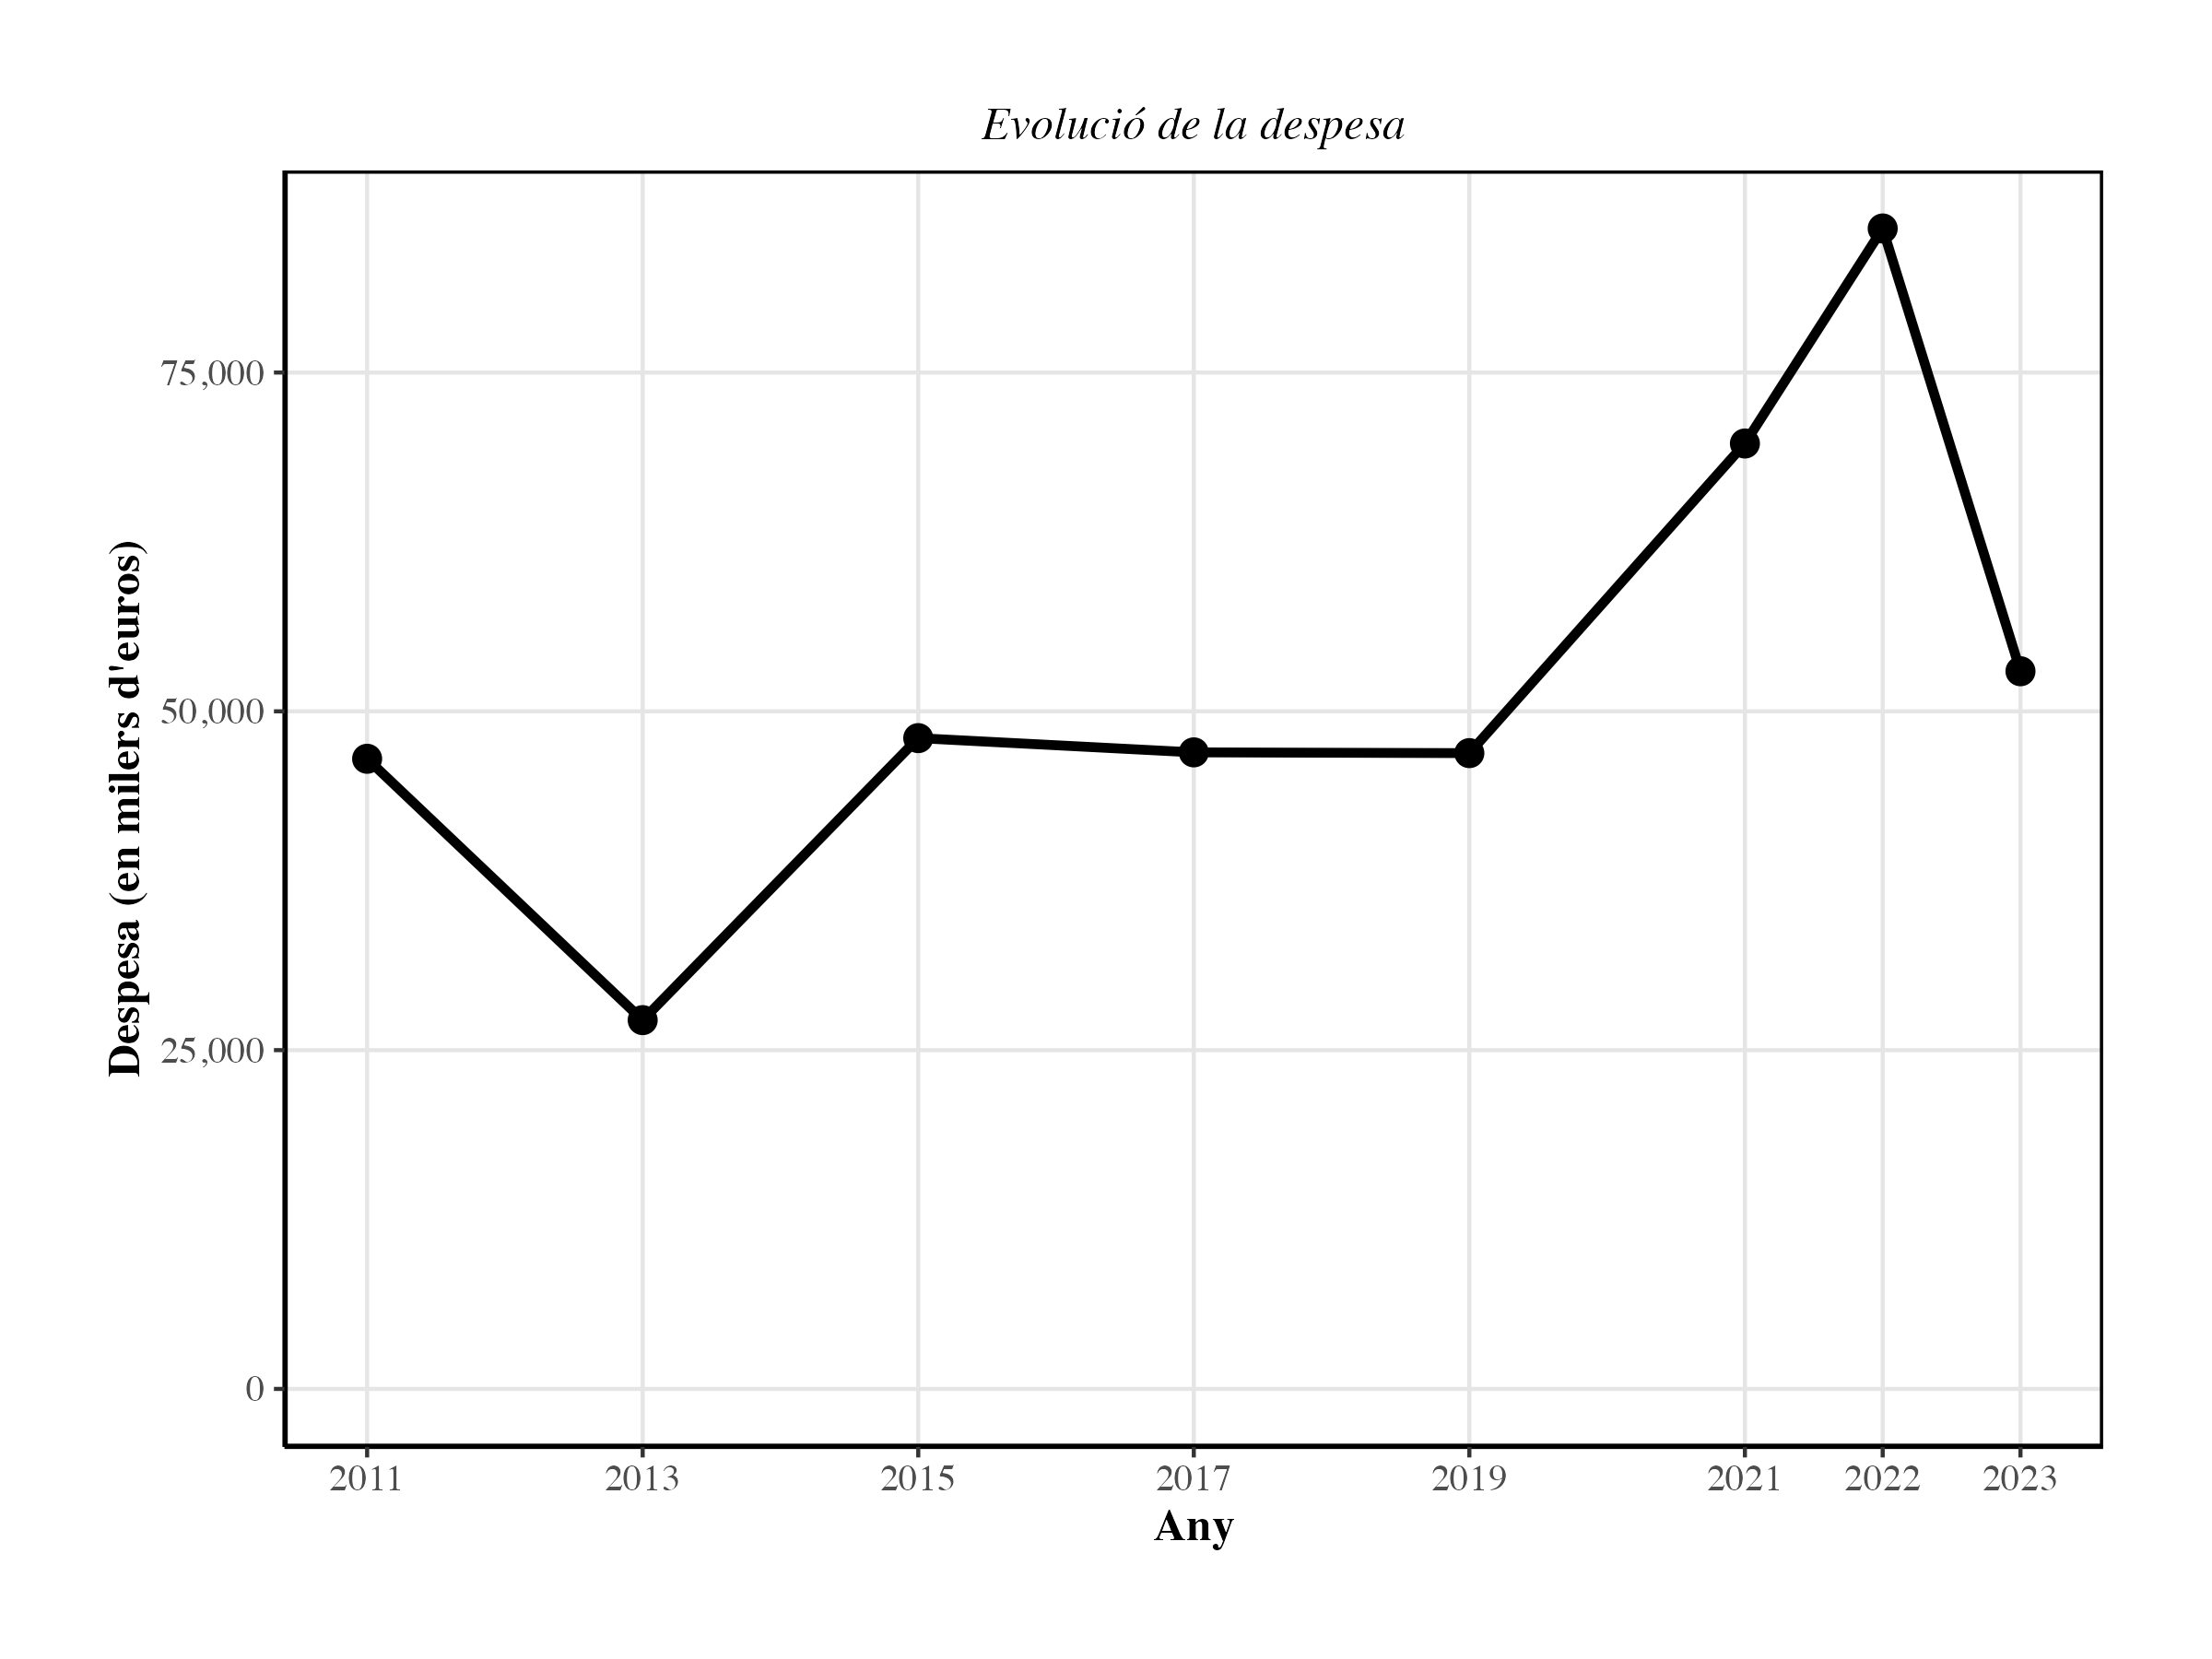 Evolució de la despesa
Despesa (en milers d'euros)
75,000
50,000
25,000
0
2011 2013 2015 2017 2019 2021 2022 2023
Any